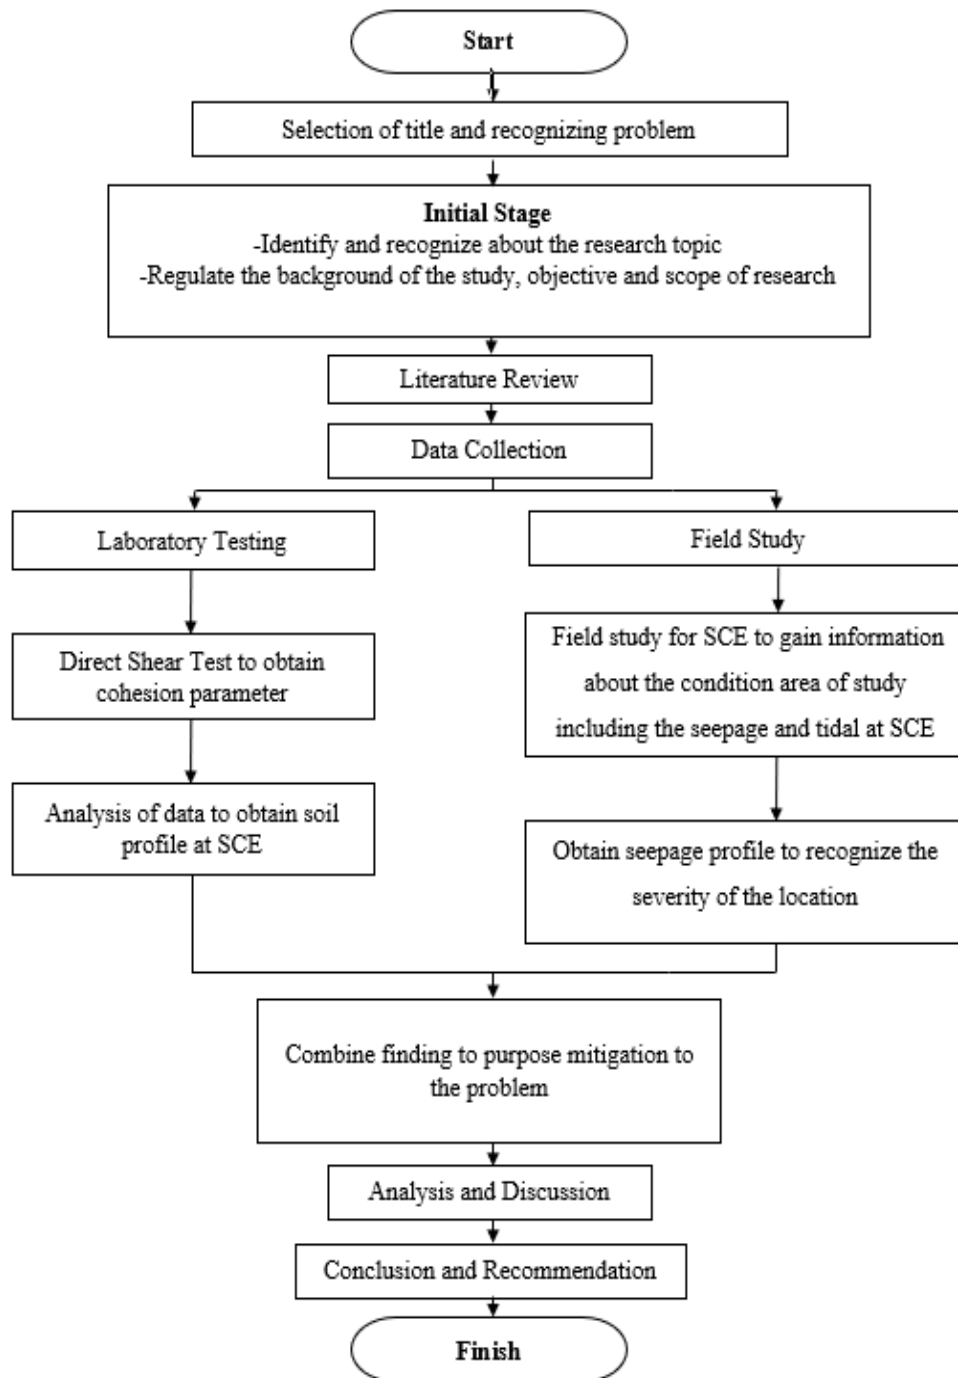 Start
Selection of title and recognizing problem
Initial Stage
-Identify and recognize about the research topic
-Regulate the background of the study, objective and scope of research
Literature Review
Data Collection
Laboratory Testing
Direct Shear Test to obtain
cohesion parameter
Analysis of data to obtain soil
profile at SCE
Field Study
Field study for SCE to gain information
about the condition area of study
including the seepage and tidal at SCE
Obtain seepage profile to recognize the
severity of the location
Combine finding to purpose mitigation to
the problem
Analysis and Discussion
Conclusion and Recommendation
Finish